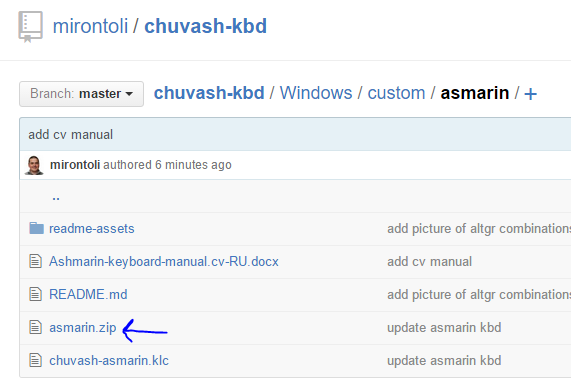 mirontoli / chuvash-kbd
Branch: master chuvash-kbd / Windows / custom / asmarin / +
add cv manual
mirontoli authored 6 minutes ago
..
readme-assets add picture of altgr combinations
Ashmarin-keyboard-manual.cv-RU.docx add cv manual
README.md add picture of altgr combinations
asmarin.zip update asmarin kbd
chuvash-asmarin.klc update asmarin kbd